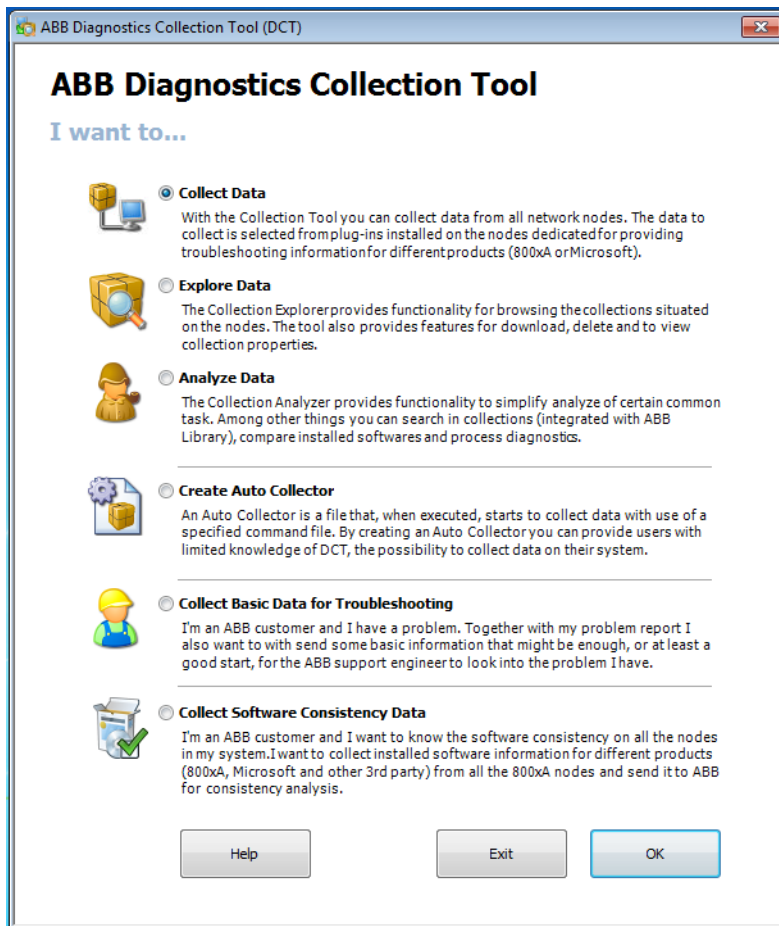 ABB Diagnostics Collection Tool (DCT)
ABB Diagnostics Collection Tool
I want to...
Collect Data
With the Collection Tool you can collect data from all network nodes. The data to
collect is selected from plug-ins installed on the nodes dedicated for providing
troubleshooting information for different products (800xA or Microsoft).
Explore Data
The Collection Explorer provides functionality for browsing the collections situated
on the nodes. The tool also provides features for download, delete and to view
collection properties.
Analyze Data
The Collection Analyzer provides functionality to simplify analyze of certain common
task. Among other things you can search in collections (integrated with ABB
Library), compare installed softwares and process diagnostics.
Create Auto Collector
An Auto Collector is a file that, when executed, starts to collect data with use of a
specified command file. By creating an Auto Collector you can provide users with
limited knowledge of DCT, the possibility to collect data on their system.
Collect Basic Data for Troubleshooting
I'm an ABB customer and I have a problem. Together with my problem report I
also want to with send some basic information that might be enough, or at least a
good start, for the ABB support engineer to look into the problem I have.
Collect Software Consistency Data
I'm an ABB customer and I want to know the software consistency on all the nodes
in my system.I want to collect installed software information for different products
(800xA, Microsoft and other 3rd party) from all the 800xA nodes and send it to ABB
for consistency analysis.
Help
Exit
OK